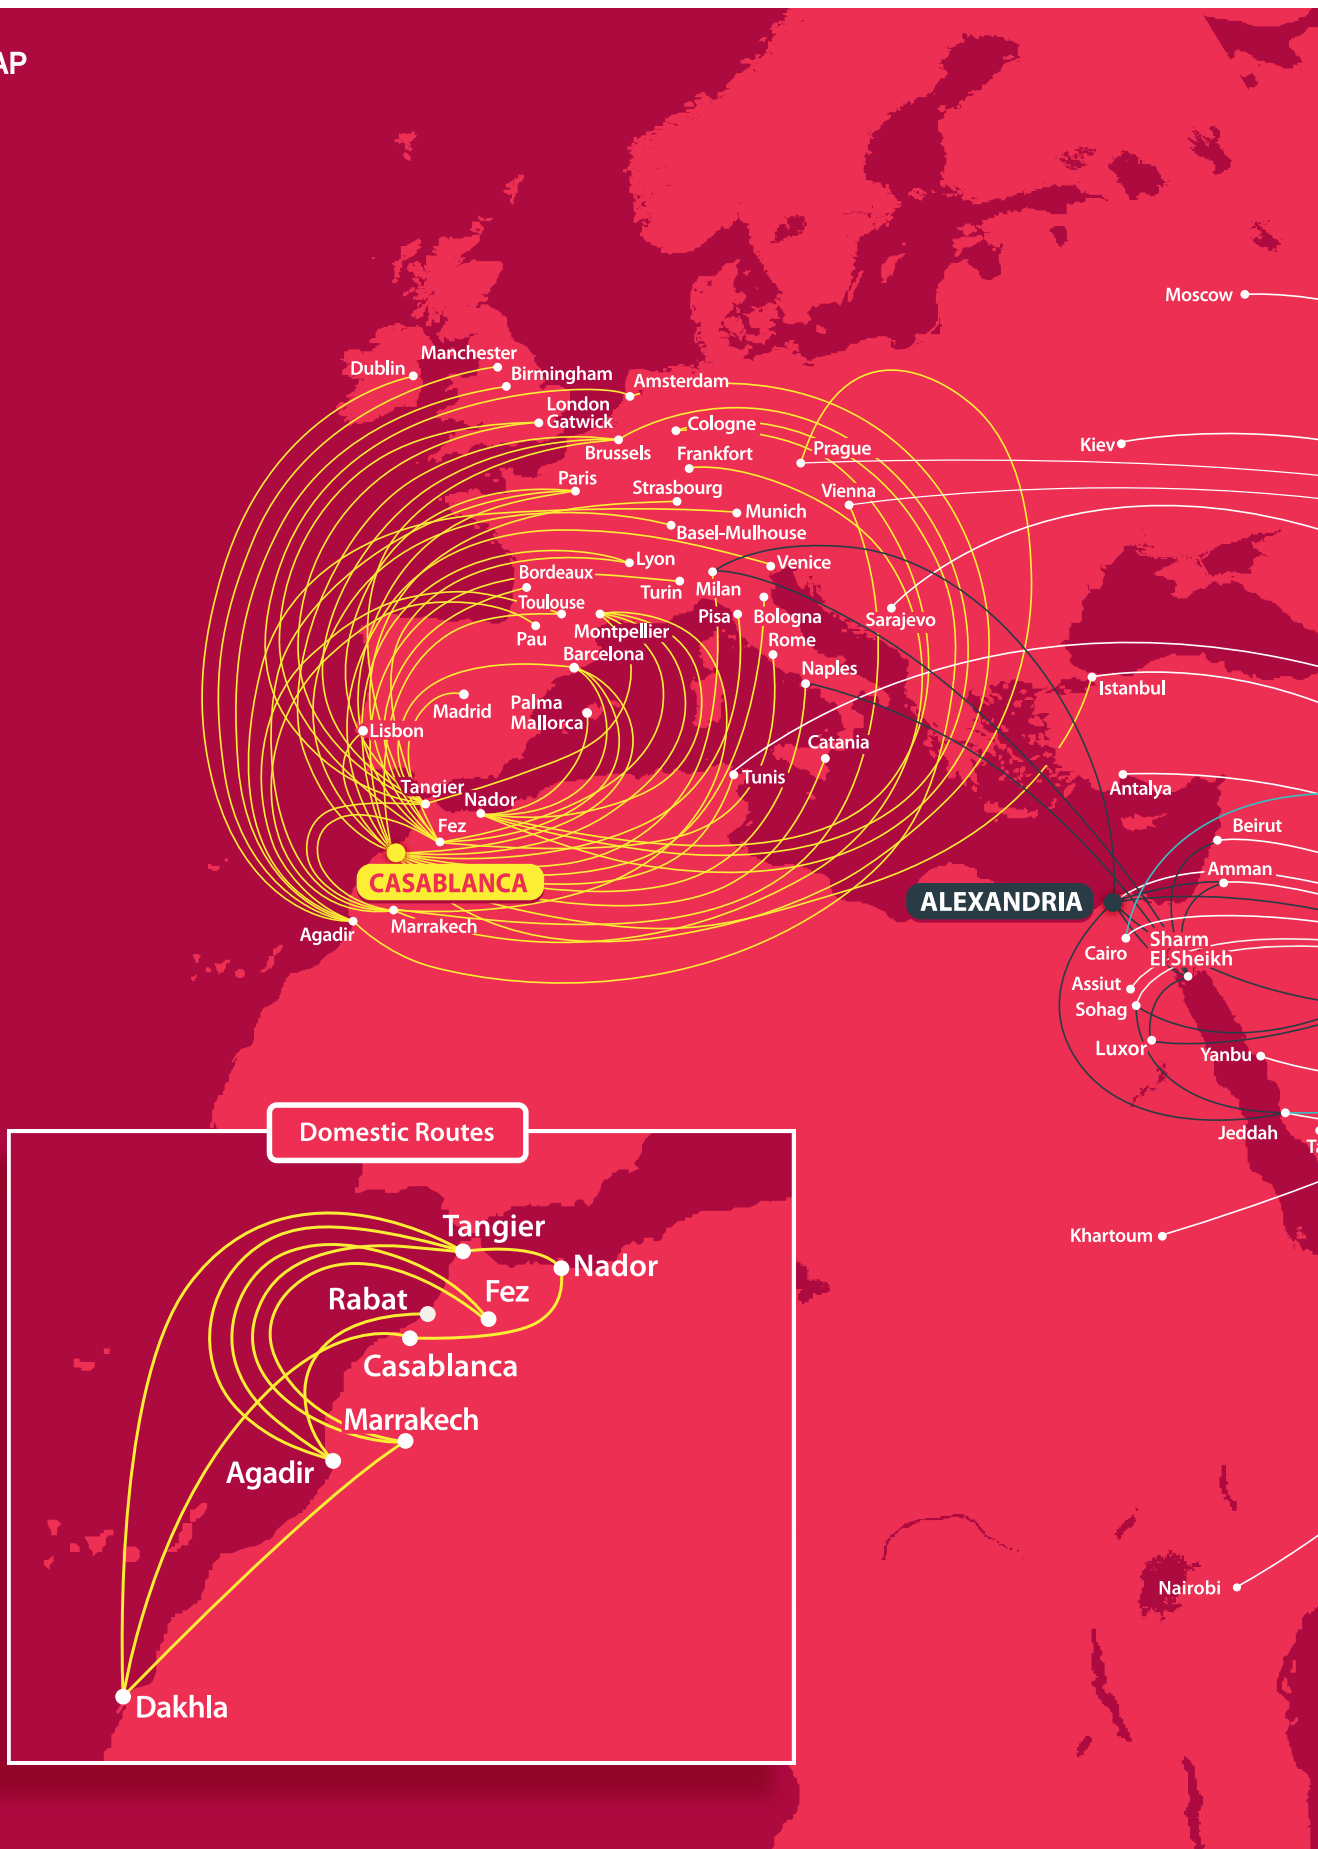 AP
Moscow
Manchester
Dublin
Birmingham
Amsterdam
London
Gatwick
Cologne
Kiev
Brussels
Frankfort
Prague
Paris
Strasbourg
Vienna
Munich
Basel-Mulhouse
Lyon
Venice
Bordeaux
Turin
Milan
Toulouse
Pisa
Bologna
Sarajevo
Pau
Montpellier
Rome
Barcelona
Naples
Istanbul
Palma
Mallorca
Madrid
Lisbon
Catania
Tunis
Tangier
Nador
Antalya
Fez
Beirut
CASABLANCA
Amman
ALEXANDRIA
Marrakech
Agadir
Cairo
Sharm
El Sheikh
Assiut
Sohag
Luxor
Yanbu
Jeddah
Ta
Domestic Routes
Tangier
Khartoum
Nador
Fez
Rabat
Casablanca
Marrakech
Agadir
Nairobi
Dakhla